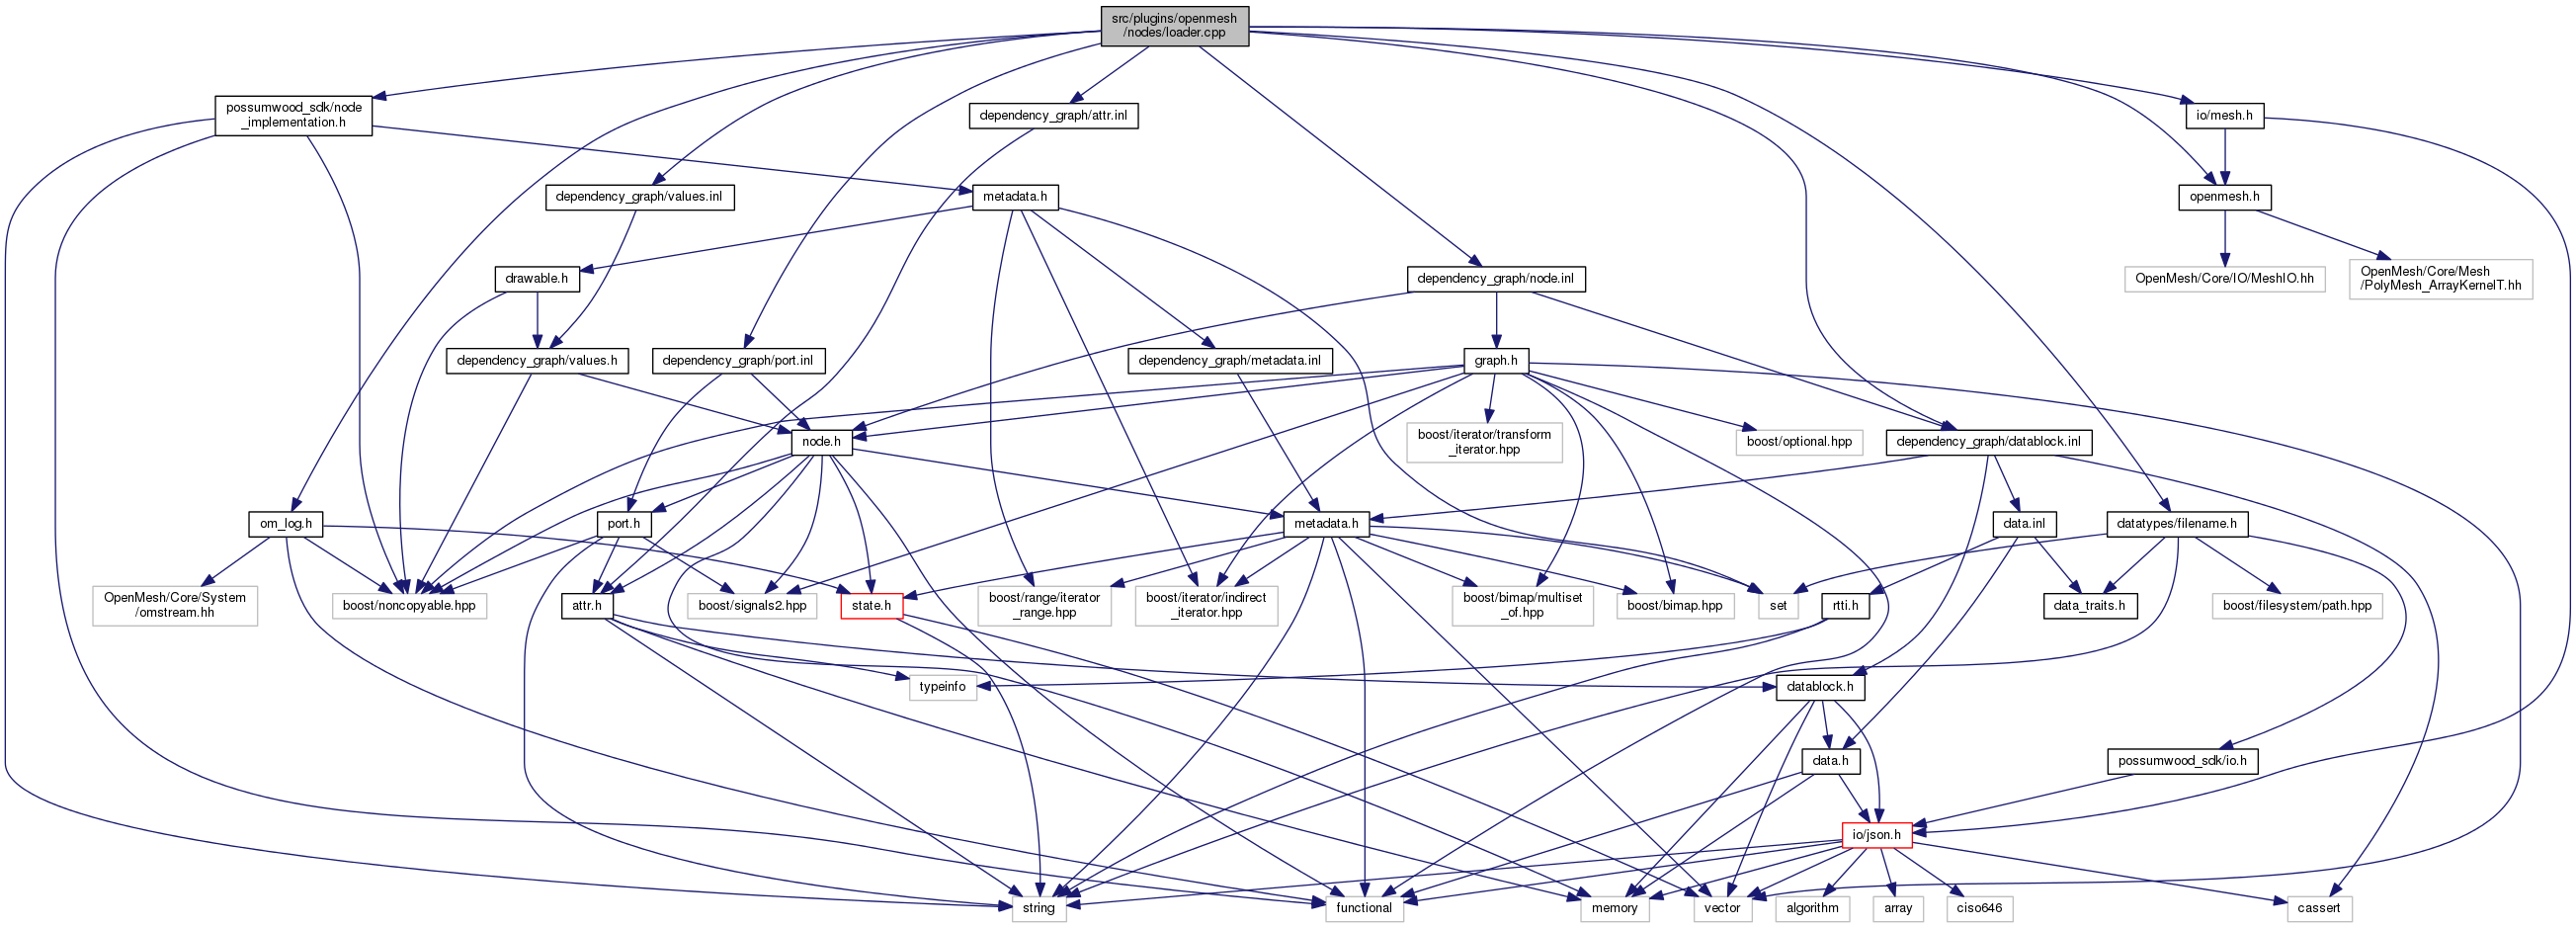 src/plugins/openmesh
/nodes/loader.cpp
possumwood_sdk/node
_implementation.h
dependency_graph/attr.inl
io/mesh.h
dependency_graph/values.inl
metadata.h
openmesh.h
drawable.h
dependency_graph/node.inl
OpenMesh/Core/IO/MeshIO.hh
OpenMesh/Core/Mesh
/PolyMesh_ArrayKernelT.hh
dependency_graph/values.h
dependency_graph/port.inl
dependency_graph/metadata.inl
graph.h
node.h
boost/iterator/transform
_iterator.hpp
boost/optional.hpp
dependency_graph/datablock.inl
om_log.h
port.h
metadata.h
data.inl
datatypes/filename.h
OpenMesh/Core/System
/omstream.hh
boost/noncopyable.hpp
attr.h
boost/signals2.hpp
state.h
boost/range/iterator
_range.hpp
boost/iterator/indirect
_iterator.hpp
boost/bimap/multiset
_of.hpp
boost/bimap.hpp
set
rtti.h
data_traits.h
boost/filesystem/path.hpp
typeinfo
datablock.h
data.h
possumwood_sdk/io.h
io/json.h
string
functional
memory
vector
algorithm
array
ciso646
cassert